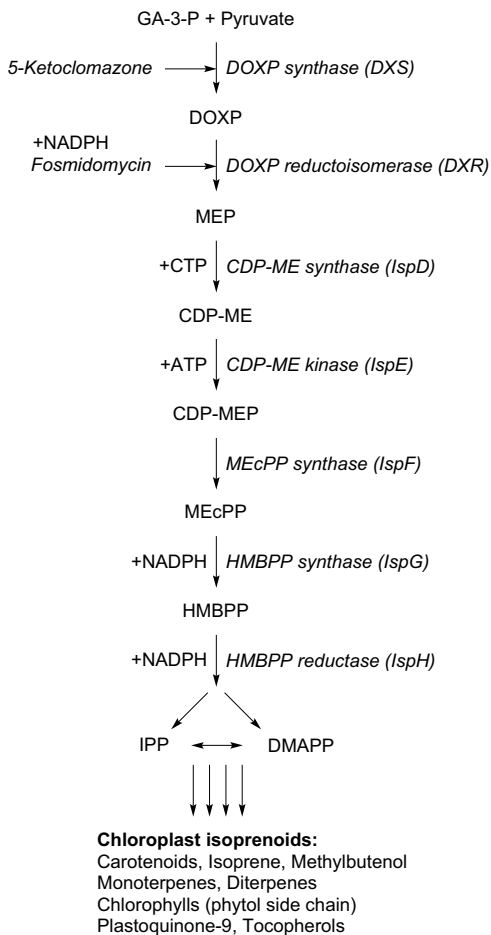 GA-3-P + Pyruvate
5-Ketoclomazone
DOXP synthase (DXS)
DOXP
+NADPH
Fosmidomycin
DOXP reductoisomerase (DXR)
MEP
+CTP
CDP-ME synthase (IspD)
CDP-ME
+ATP
CDP-ME kinase (IspE)
CDP-MEP
MEcPP synthase (IspF)
MEcPP
+NADPH
HMBPP synthase (IspG)
HMBPP
+NADPH
HMBPP reductase (IspH)
IPP
DMAPP
Chloroplast isoprenoids:
Carotenoids, Isoprene, Methylbutenol
Monoterpenes, Diterpenes
Chlorophylls (phytol side chain)
Plastoquinone-9, Tocopherols